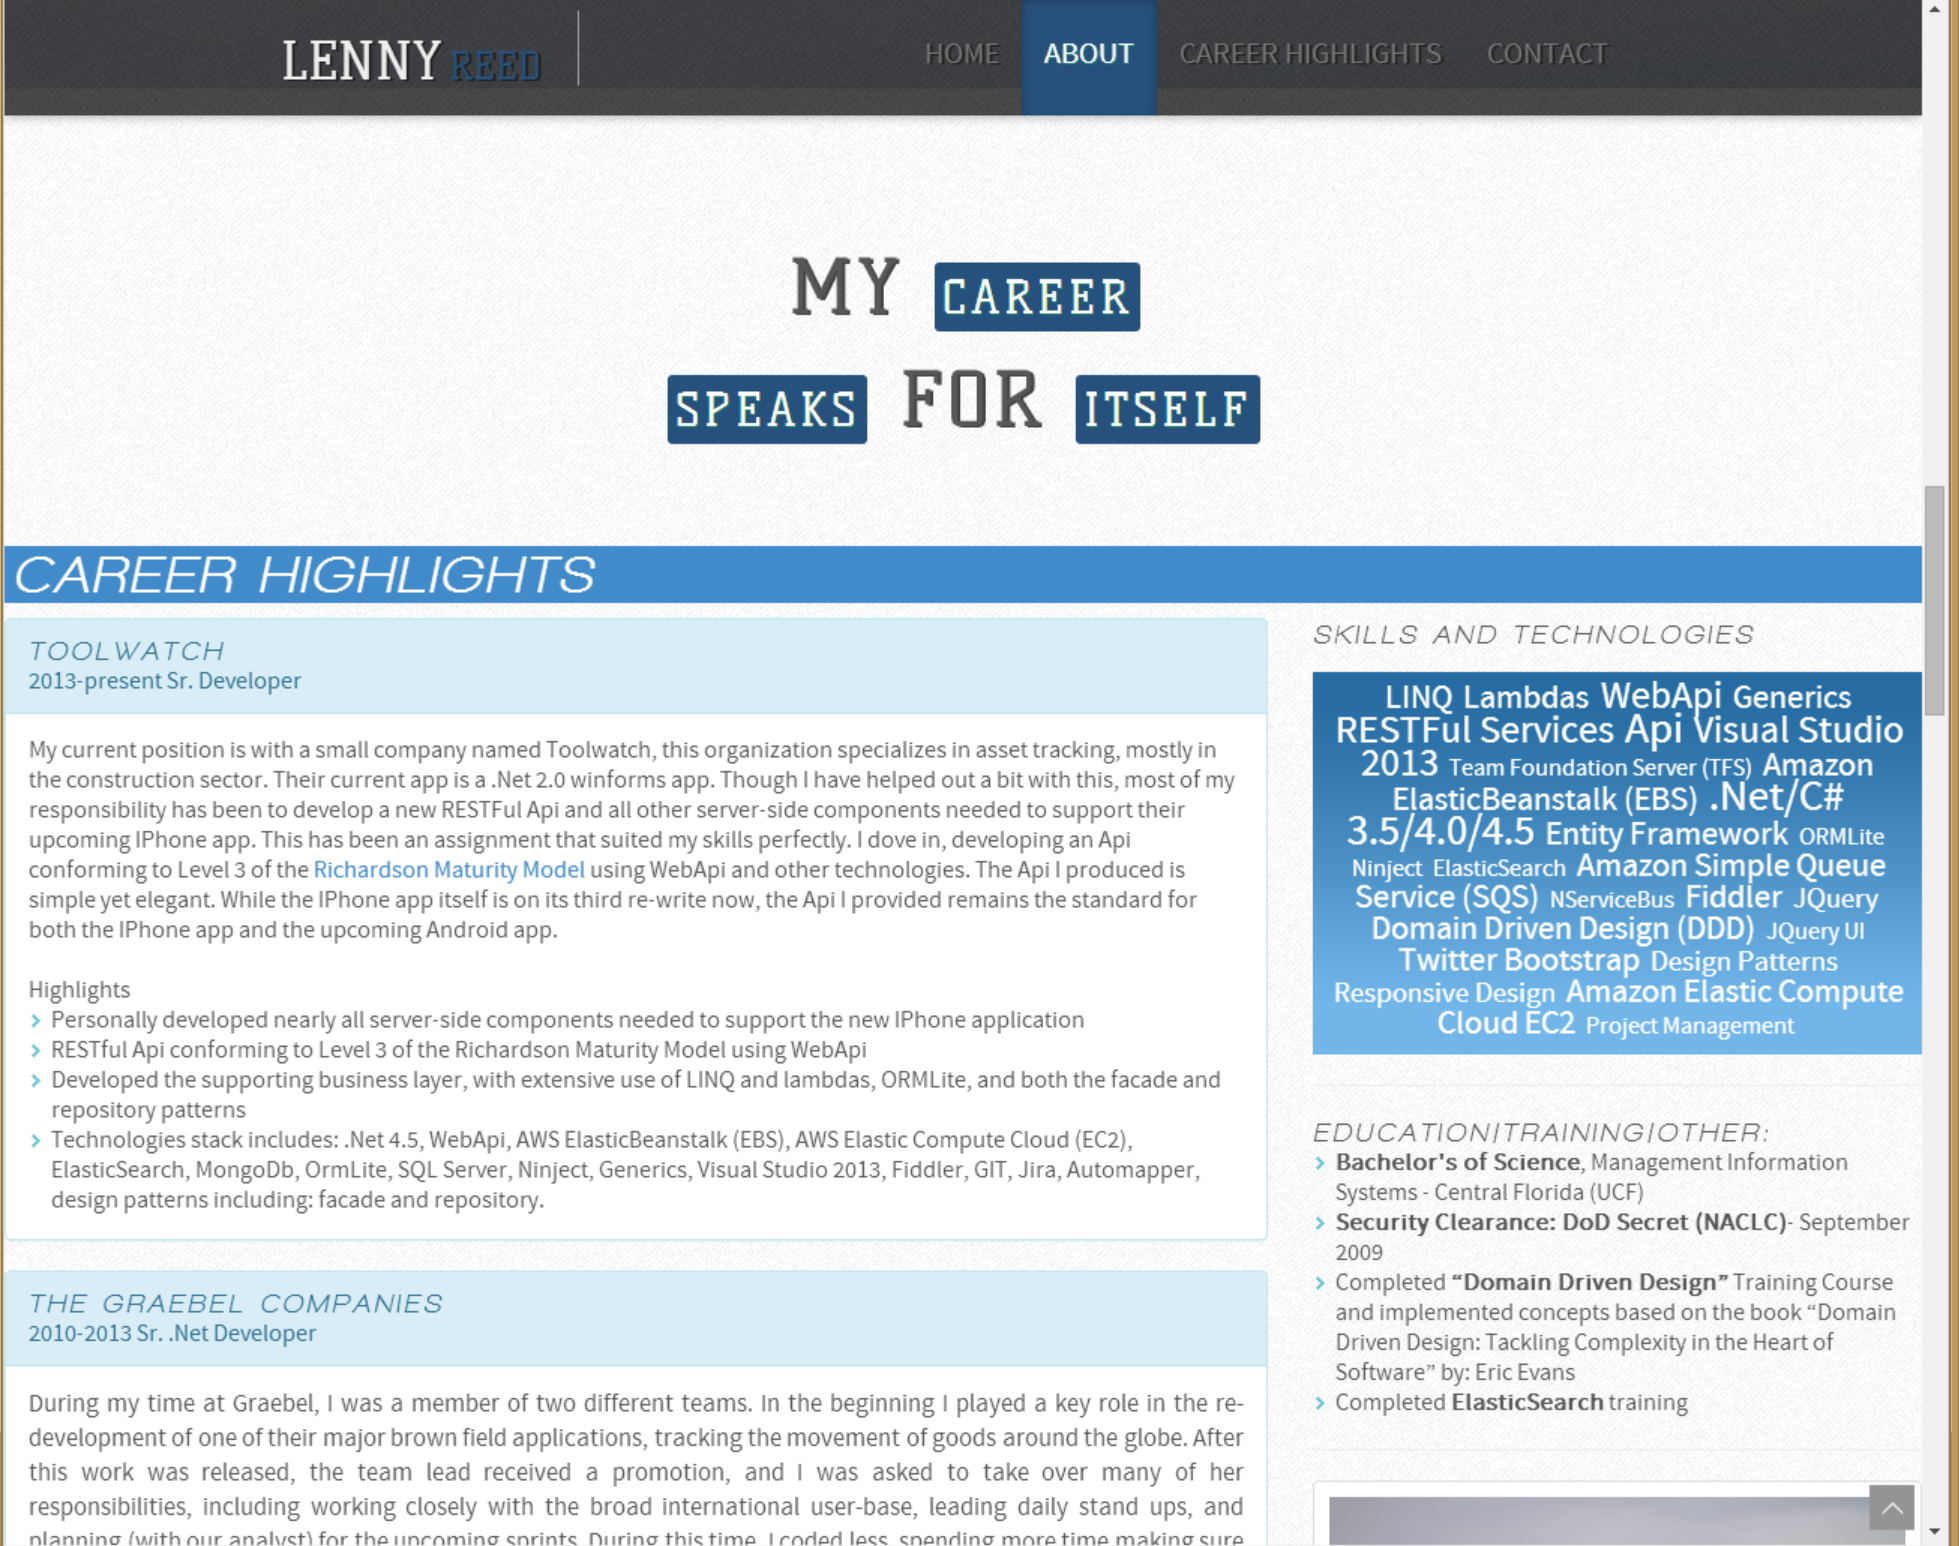 LENNY REED
HOME ABOUT CAREER HIGHLIGHTS CONTACT
MY CAREER
SPEAKS FOR ITSELF
CAREER HIGHLIGHTS
TOOLWATCH
2013-present Sr. Developer
My current position is with a small company named Toolwatch, this organization specializes in asset tracking, mostly in
the construction sector. Their current app is a .Net 2.0 winforms app. Though I have helped out a bit with this, most of my
responsibility has been to develop a new RESTFul Api and all other server-side components needed to support their
upcoming IPhone app. This has been an assignment that suited my skills perfectly. I dove in, developing an Api
conforming to Level 3 of the Richardson Maturity Model using WebApi and other technologies. The Api I produced is
simple yet elegant. While the IPhone app itself is on its third re-write now, the Api I provided remains the standard for
both the IPhone app and the upcoming Android app.
Highlights
Personally developed nearly all server-side components needed to support the new IPhone application
RESTful Api conforming to Level 3 of the Richardson Maturity Model using WebApi
Developed the supporting business layer, with extensive use of LINQ and lambdas, ORMLite, and both the facade and
repository patterns
Technologies stack includes: .Net 4.5, WebApi, AWS ElasticBeanstalk (EBS), AWS Elastic Compute Cloud (EC2),
ElasticSearch, MongoDb, OrmLite, SQL Server, Ninject, Generics, Visual Studio 2013, Fiddler, GIT, Jira, Automapper,
design patterns including: facade and repository.
THE GRAEBEL COMPANIES
2010-2013 Sr. .Net Developer
During my time at Graebel, I was a member of two different teams. In the beginning I played a key role in the re-
development of one of their major brown field applications, tracking the movement of goods around the globe. After
this work was released, the team lead received a promotion, and I was asked to take over many of her
responsibilities, including working closely with the broad international user-base, leading daily stand ups, and
planning (with our analyst) for the upcoming sprints. During this time, I coded less, spending more time making sure
SKILLS AND TECHNOLOGIES
LINQ Lambdas WebApi Generics
RESTFul Services Api Visual Studio
2013 Team Foundation Server (TFS) Amazon
ElasticBeanstalk (EBS) .Net/C#
3.5/4.0/4.5 Entity Framework ORMLite
Ninject ElasticSearch Amazon Simple Queue
Service (SQS) NServiceBus Fiddler JQuery
Domain Driven Design (DDD) JQuery UI
Twitter Bootstrap Design Patterns
Responsive Design Amazon Elastic Compute
Cloud EC2 Project Management
EDUCATION|TRAINING|OTHER:
Bachelor's of Science, Management Information
Systems - Central Florida (UCF)
Security Clearance: DoD Secret (NACLC)- September
2009
Completed “Domain Driven Design” Training Course
and implemented concepts based on the book “Domain
Driven Design: Tackling Complexity in the Heart of
Software” by: Eric Evans
Completed ElasticSearch training